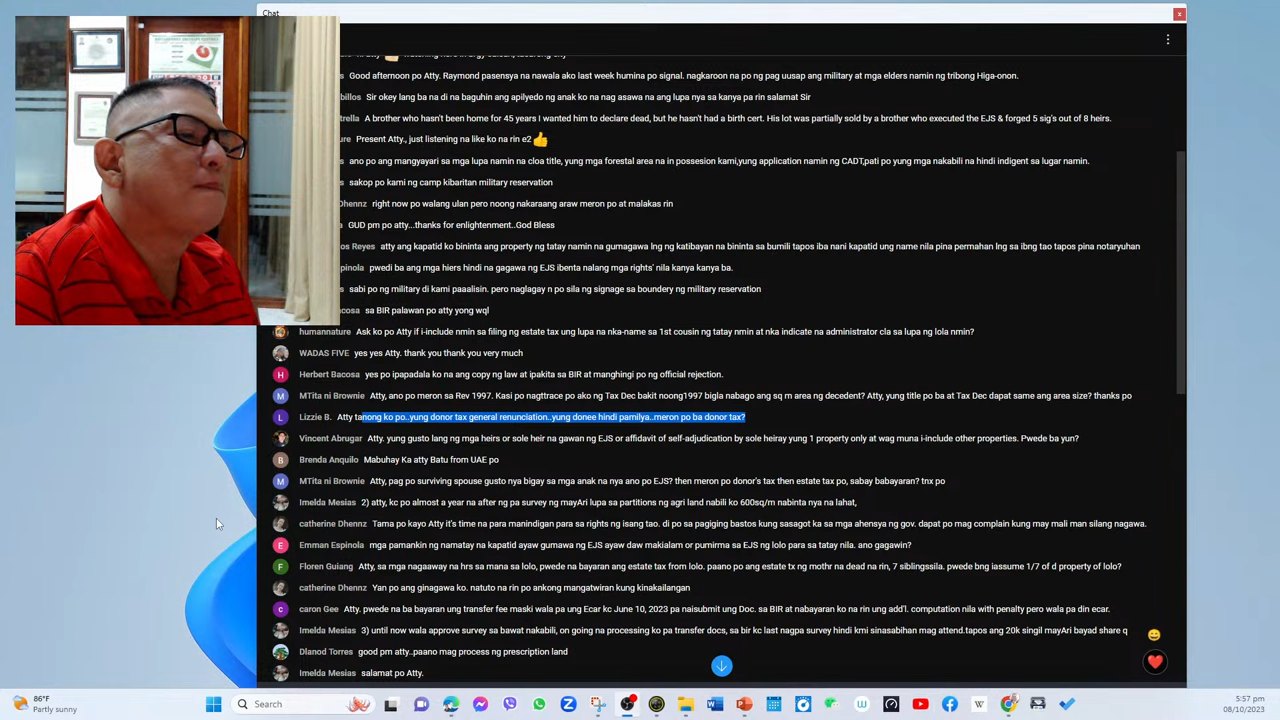 Chat
Good afternoon po Atty. Raymond pasensya na nawala ako last week humina po signal. nagkaroon na po ng pag uusap ang military at mga elders namin ng tribong Higa-onon.
billos Sir okey lang ba na di na baguhin ang apilyedo ng anak ko na nag asawa na ang lupa nya sa kanya pa rin salamat Sir
trella A brother who hasn't been home for 45 years I wanted him to declare dead, but he hasn't had a birth cert. His lot was partially sold by a brother who executed the EJS & forged 5 sig's out of 8 heirs.
ure Present Atty., just listening na like ko na rin e2
s ano po ang mangyayari sa mga lupa namin na cloa title, yung mga forestal area na in possesion kami,yung application namin ng CADT,pati po yung mga nakabili na hindi indigent sa lugar namin.
s sakop po kami ng camp kibaritan military reservation
Dhennz right now po walang ulan pero noong nakaraang araw meron po at malakas rin
a GUD pm po atty...thanks for enlightenment..God Bless
os Reyes atty ang kapatid ko bininta ang property ng tatay namin na gumagawa lng ng katibayan na bininta sa bumili tapos iba nani kapatid ung name nila pina permahan lng sa ibng tao tapos pina notaryuhan
pinola pwedi ba ang mga hiers hindi na gagawa ng EJS ibenta nalang mga rights' nila kanya kanya ba.
s sabi po ng military di kami paaalisin. pero naglagay n po sila ng signage sa boundery ng military reservation
acosa sa BIR palawan po atty yong wql
humannature Ask ko po Atty if i-include nmin sa filing ng estate tax ung lupa na nka-name sa 1st cousin ng tatay nmin at nka indicate na administrator cla sa lupa ng lola nmin?
WADAS FIVE yes yes Atty. thank you thank you very much
H Herbert Bacosa yes po ipapadala ko na ang copy ng law at ipakita sa BIR at manghingi po ng official rejection.
M MTita ni Brownie Atty, ano po meron sa Rev 1997. Kasi po nagtrace po ako ng Tax Dec bakit noong1997 bigla nabago ang sq m area ng decedent? Atty, yung title po ba at Tax Dec dapat same ang area size? thanks po
L Lizzie B. Atty tanong ko po..yung donor tax general renunciation..yung donee hindi pamilya..meron po ba donor tax?
Vincent Abrugar Atty. yung gusto lang ng mga heirs or sole heir na gawan ng EJS or affidavit of self-adjudication by sole heiray yung 1 property only at wag muna i-include other properties. Pwede ba yun?
B Brenda Anquilo Mabuhay Ka atty Batu from UAE po
M MTita ni Brownie Atty, pag po surviving spouse gusto nya bigay sa mga anak na nya ano po EJS? then meron po donor's tax then estate tax po, sabay babayaran? tnx po
Imelda Mesias 2) atty, kc po almost a year na after ng pa survey ng mayAri lupa sa partitions ng agri land nabili ko 600sq/m nabinta nya na lahat,
catherine Dhennz Tama po kayo Atty it's time na para manindigan para sa rights ng isang tao. di po sa pagiging bastos kung sasagot ka sa mga ahensya ng gov. dapat po mag complain kung may mali man silang nagawa.
E Emman Espinola mga pamankin ng namatay na kapatid ayaw gumawa ng EJS ayaw daw makialam or pumirma sa EJS ng lolo para sa tatay nila. ano gagawin?
F Floren Guiang Atty, sa mga nagaaway na hrs sa mana sa lolo, pwede na bayaran ang estate tax from lolo. paano po ang estate tx ng mothr na dead na rin, 7 siblingssila. pwede bng iassume 1/7 of d property of lolo?
catherine Dhennz Yan po ang ginagawa ko. natuto na rin po ankong mangatwiran kung kinakailangan
c caron Gee Atty. pwede na ba bayaran ung transfer fee maski wala pa ung Ecar kc June 10, 2023 pa naisubmit ung Doc. sa BIR at nabayaran ko na rin ung add'l. computation nila with penalty pero wala pa din ecar.
Imelda Mesias 3) until now wala approve survey sa bawat nakabili, on going na processing ko pa transfer docs, sa bir kc last nagpa survey hindi kmi sinasabihan mag attend.tapos ang 20k singil mayAri bayad share q
Dlanod Torres good pm atty..paano mag process ng prescription land
Imelda Mesias salamat po Atty.
86°F
Partly sunny
Search
5:57 pm
08/10/2023